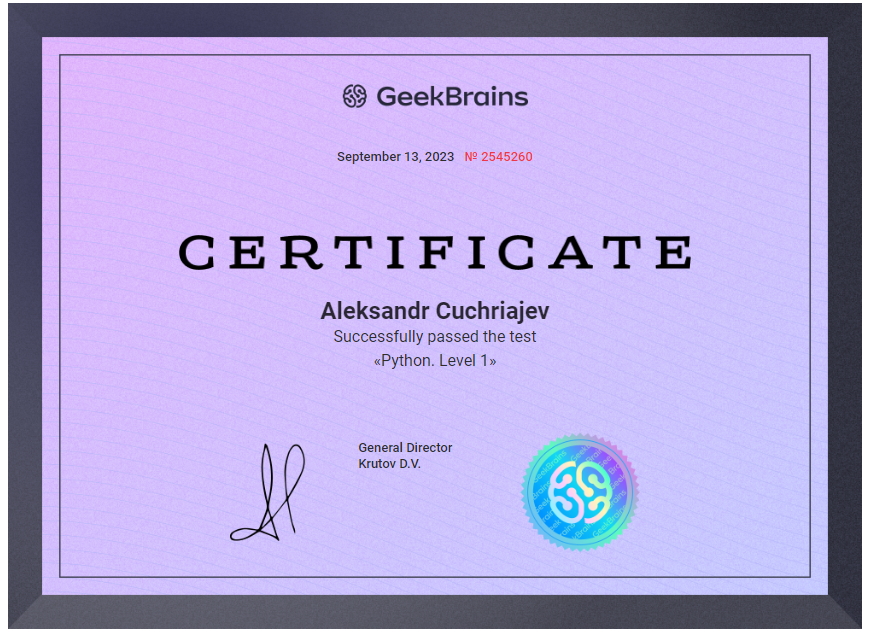 GeekBrains
September 13, 2023 № 2545260
CERTIFICATE
Aleksandr Cuchriajev
Successfully passed the test
«Python. Level 1»
General Director
Krutov D.V.